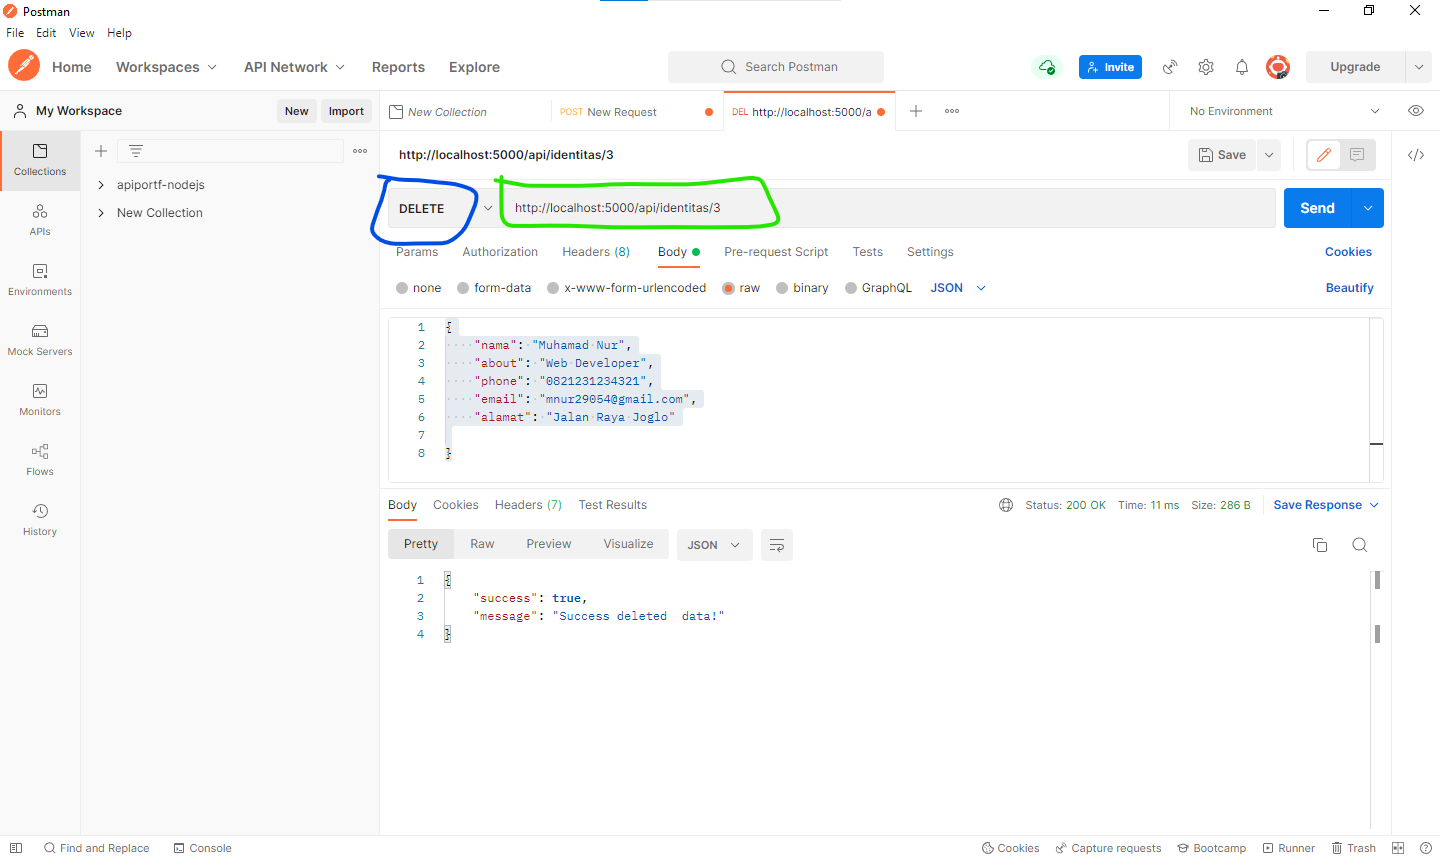 Postman
File Edit View Help
Home Workspaces API Network Reports Explore Search Postman Invite Upgrade
My Workspace New Import New Collection POST New Request DEL http://localhost:5000/a No Environment
http://localhost:5000/api/identitas/3 Save
Collections
apiportf-nodejs
New Collection
DELETE http://localhost:5000/api/identitas/3 Send
APIs
Params Authorization Headers (8) Body Pre-request Script Tests Settings Cookies
none form-data x-www-form-urlencoded raw binary GraphQL JSON Beautify
Environments
1 {
2 "nama": "Muhamad Nur",
3 "about": "Web Developer",
4 "phone": "0821231234321",
5 "email": "mnur29054@gmail.com",
6 "alamat": "Jalan Raya Joglo"
7
8 }
Mock Servers
Monitors
Flows
History
Body Cookies Headers (7) Test Results Status: 200 OK Time: 11 ms Size: 286 B Save Response
Pretty Raw Preview Visualize JSON
1 {
2 "success": true,
3 "message": "Success deleted  data!"
4 }
Find and Replace Console Cookies Capture requests Bootcamp Runner Trash